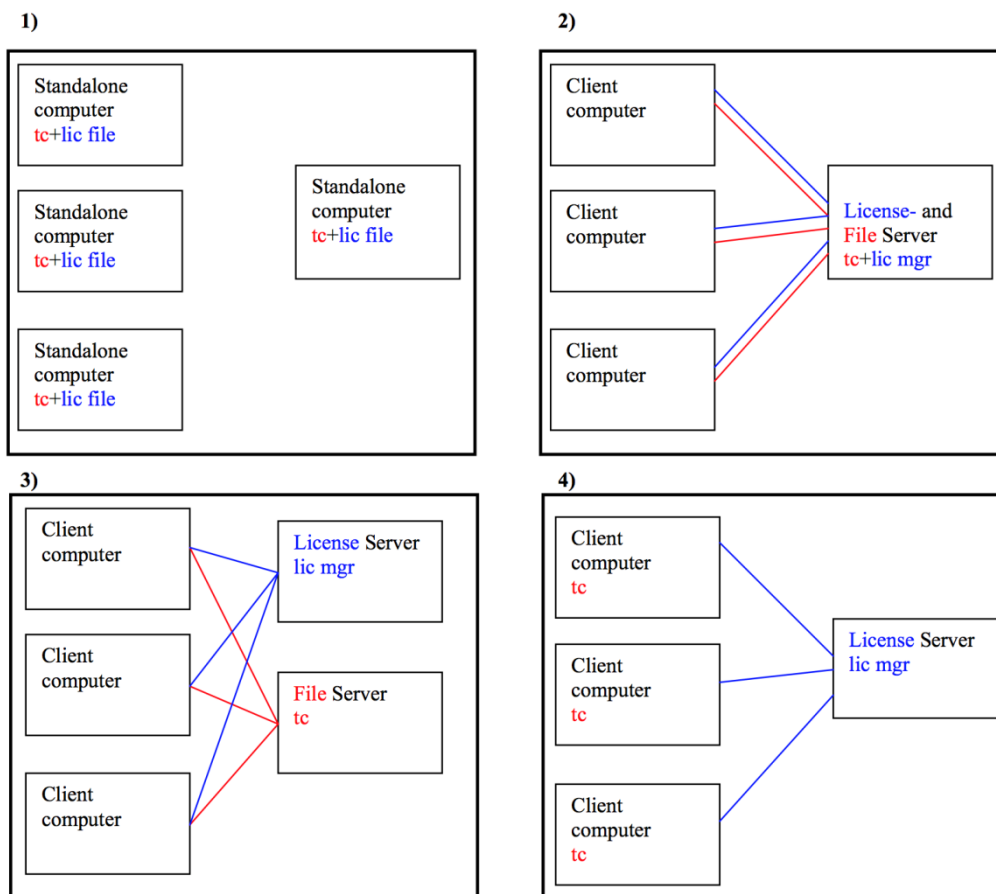 1)
Standalone
computer
tc+lic file
Standalone
computer
tc+lic file
Standalone
computer
tc+lic file
Standalone
computer
tc+lic file
2)
Client
computer
Client
computer
Client
computer
License- and
File Server
tc+lic mgr
3)
Client
computer
Client
computer
Client
computer
License Server
lic mgr
File Server
tc
4)
Client
computer
tc
Client
computer
tc
Client
computer
tc
License Server
lic mgr